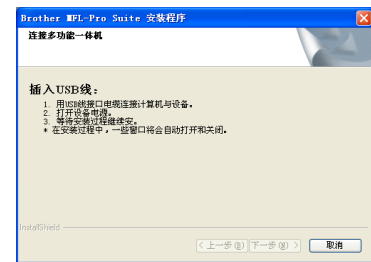 Brother MFL-Pro Suite 安装程序
连接多功能一体机
插入USB线：
1. 用USB线接口电缆连接计算机与设备。
2. 打开设备电源。
3. 等待安装过程继续安。
* 在安装过程中，一些窗口将会自动打开和关闭。
InstallShield
< 上一步(B) 下一步(N) > 取消